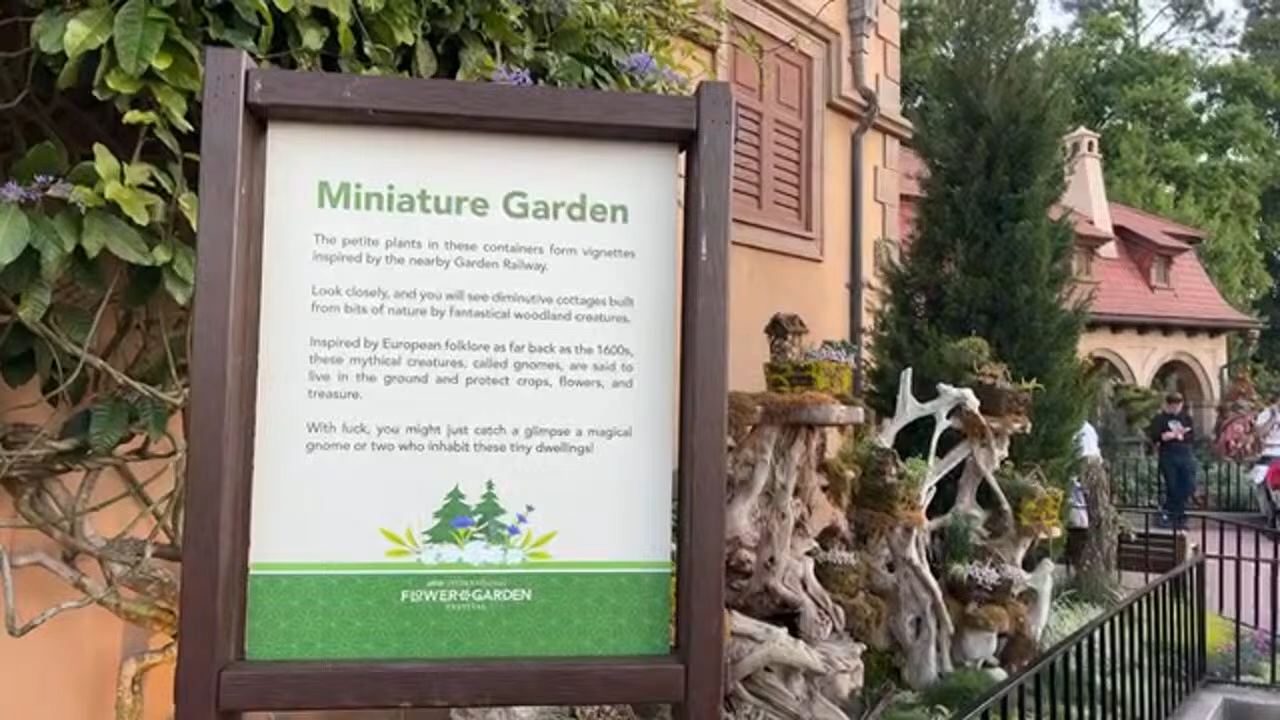 Miniature Garden
The petite plants in these containers form vignettes
inspired by the nearby Garden Railway.
Look closely, and you will see diminutive cottages built
from bits of nature by fantastical woodland creatures.
Inspired by European folklore as far back as the 1600s,
these mythical creatures, called gnomes, are said to
live in the ground and protect crops, flowers, and
treasure.
With luck, you might just catch a glimpse a magical
gnome or two who inhabit these tiny dwellings!
INTERNATIONAL
FLOWER & GARDEN
FESTIVAL